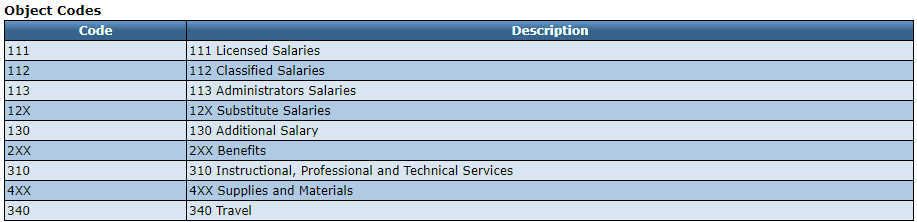 Object Codes
Code Description
111 111 Licensed Salaries
112 112 Classified Salaries
113 113 Administrators Salaries
12X 12X Substitute Salaries
130 130 Additional Salary
2XX 2XX Benefits
310 310 Instructional, Professional and Technical Services
4XX 4XX Supplies and Materials
340 340 Travel